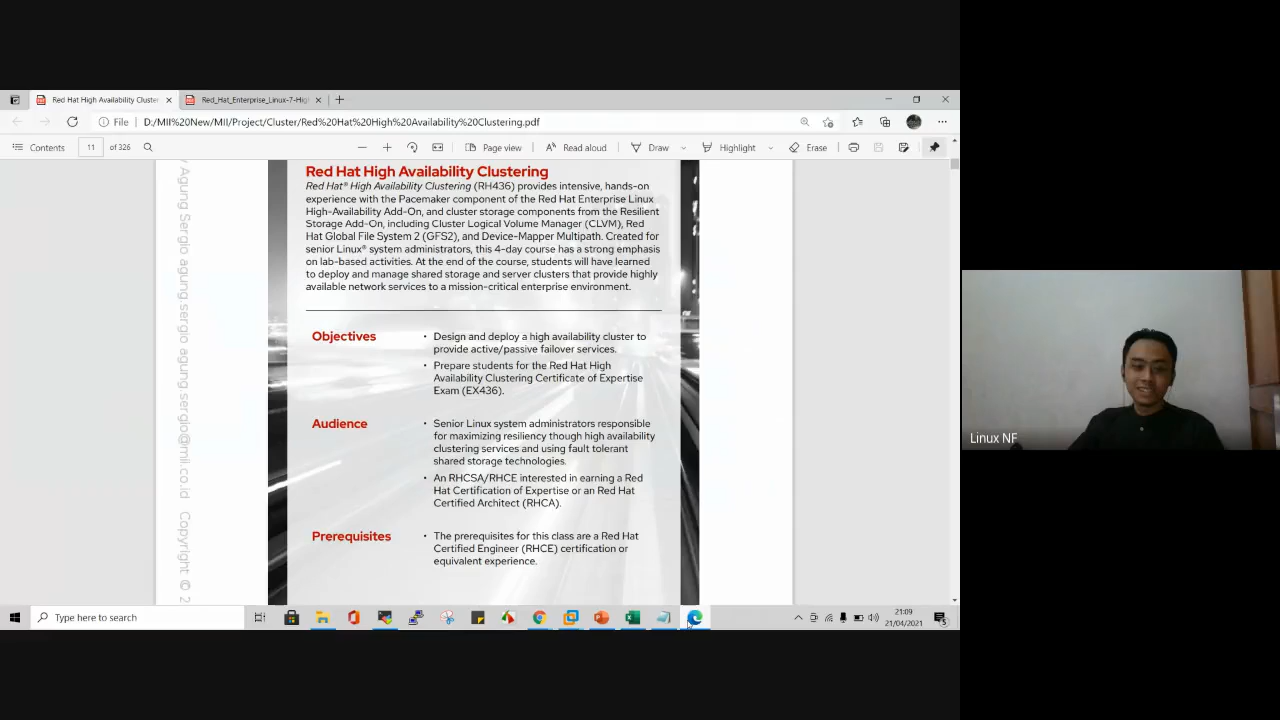 Red Hat High Availability Cluster
Red_Hat_Enterprise_Linux-7-High
File
D:/MII%20New/MII/Project/Cluster/Red%20Hat%20High%20Availability%20Clustering.pdf
Contents
11
of 326
Page view
Read aloud
Draw
Highlight
Erase
Red Hat High Availability Clustering
Red Hat® High Availability Clustering (RH436) provides intensive, hands-on
experience with the Pacemaker component of the Red Hat Enterprise Linux
High-Availability Add-On, and cluster storage components from the Resilient
Storage Add-On, including Cluster Logical Volume Manager (CLVM), Red
Hat Global File System 2 (GFS2), and Device-Mapper Multipath. Created for
senior Linux® system administrators, this 4-day course has a strong emphasis
on lab-based activities. At the end of the course, students will have learned
to deploy and manage shared storage and server clusters that provide highly
available network services to a mission-critical enterprise environment.
Objectives
• Design and deploy a high availability cluster to
provide active/passive failover services.
• Prepare students for the Red Hat High
Availability Clustering Certificate of Expertise
Exam (EX436).
Audience
• Senior Linux system administrators responsible
for maximizing resiliency though high availability
clustering services and using fault tolerant
shared storage technologies.
• An RHCSA/RHCE interested in earning a Red
Hat Certification of Expertise or an Red Hat
Certified Architect (RHCA).
Prerequisites
• The prerequisites for this class are a Red Hat
Certified Engineer (RHCE) certification or
equivalent experience.
Agung Sergio agung.sergio@mii.co.id Copyright © 2
Linux NF
Type here to search
21:09
21/04/2021